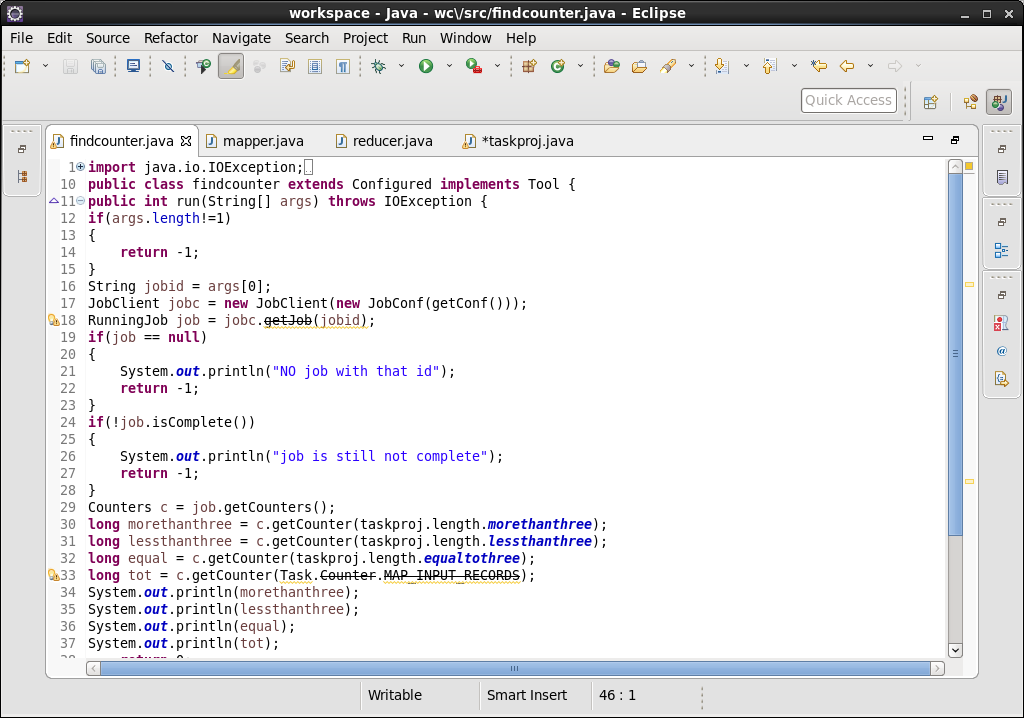 workspace - Java - wc\/src/findcounter.java - Eclipse
File Edit Source Refactor Navigate Search Project Run Window Help
Quick Access
findcounter.java mapper.java reducer.java *taskproj.java
1 import java.io.IOException;
10 public class findcounter extends Configured implements Tool {
11 public int run(String[] args) throws IOException {
12 if(args.length!=1)
13 {
14 return -1;
15 }
16 String jobid = args[0];
17 JobClient jobc = new JobClient(new JobConf(getConf()));
18 RunningJob job = jobc.getJob(jobid);
19 if(job == null)
20 {
21 System.out.println("NO job with that id");
22 return -1;
23 }
24 if(!job.isComplete())
25 {
26 System.out.println("job is still not complete");
27 return -1;
28 }
29 Counters c = job.getCounters();
30 long morethanthree = c.getCounter(taskproj.length.morethanthree);
31 long lessthanthree = c.getCounter(taskproj.length.lessthanthree);
32 long equal = c.getCounter(taskproj.length.equaltothree);
33 long tot = c.getCounter(Task.Counter.MAP_INPUT_RECORDS);
34 System.out.println(morethanthree);
35 System.out.println(lessthanthree);
36 System.out.println(equal);
37 System.out.println(tot);
Writable Smart Insert 46 : 1